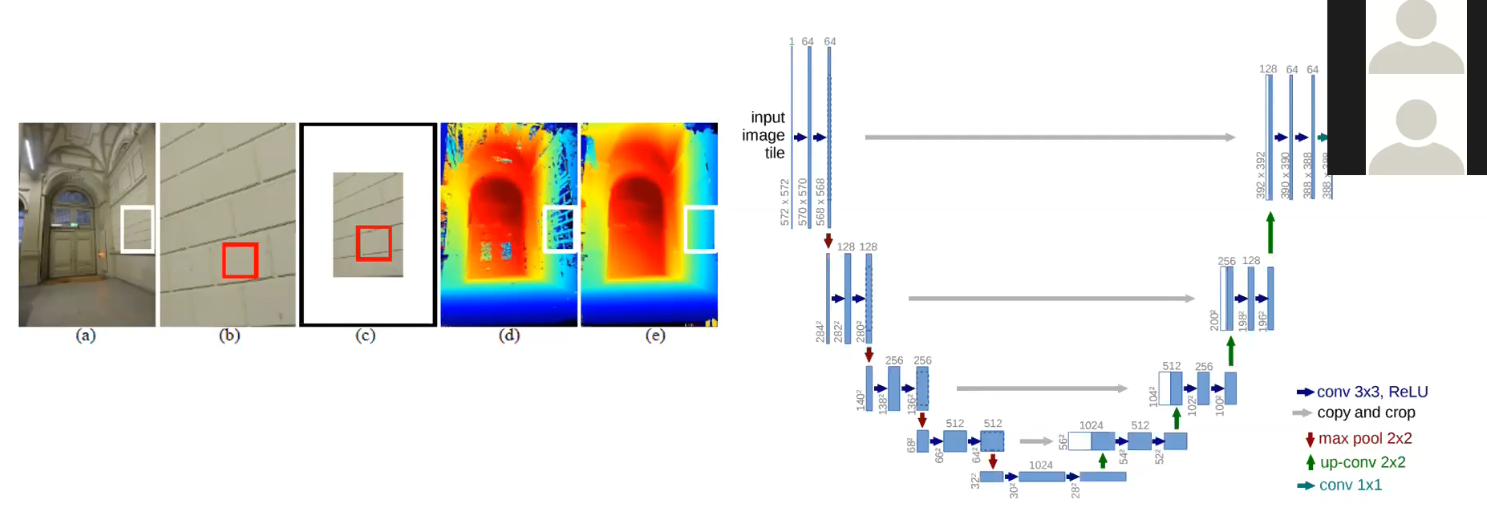 (a)
(b)
(c)
(d)
(e)
1 64 64
input
image
tile
572 x 572
570 x 570
568 x 568
128 128
284²
282²
280²
256 256
140²
138²
136²
512 512
68²
66²
64²
1024
32²
30²
28²
1024 512
56²
54²
52²
512 256
104²
102²
100²
256 128
200²
198²
196²
128 64 64
392 x 392
390 x 390
388 x 388
388 x 388
conv 3x3, ReLU
copy and crop
max pool 2x2
up-conv 2x2
conv 1x1